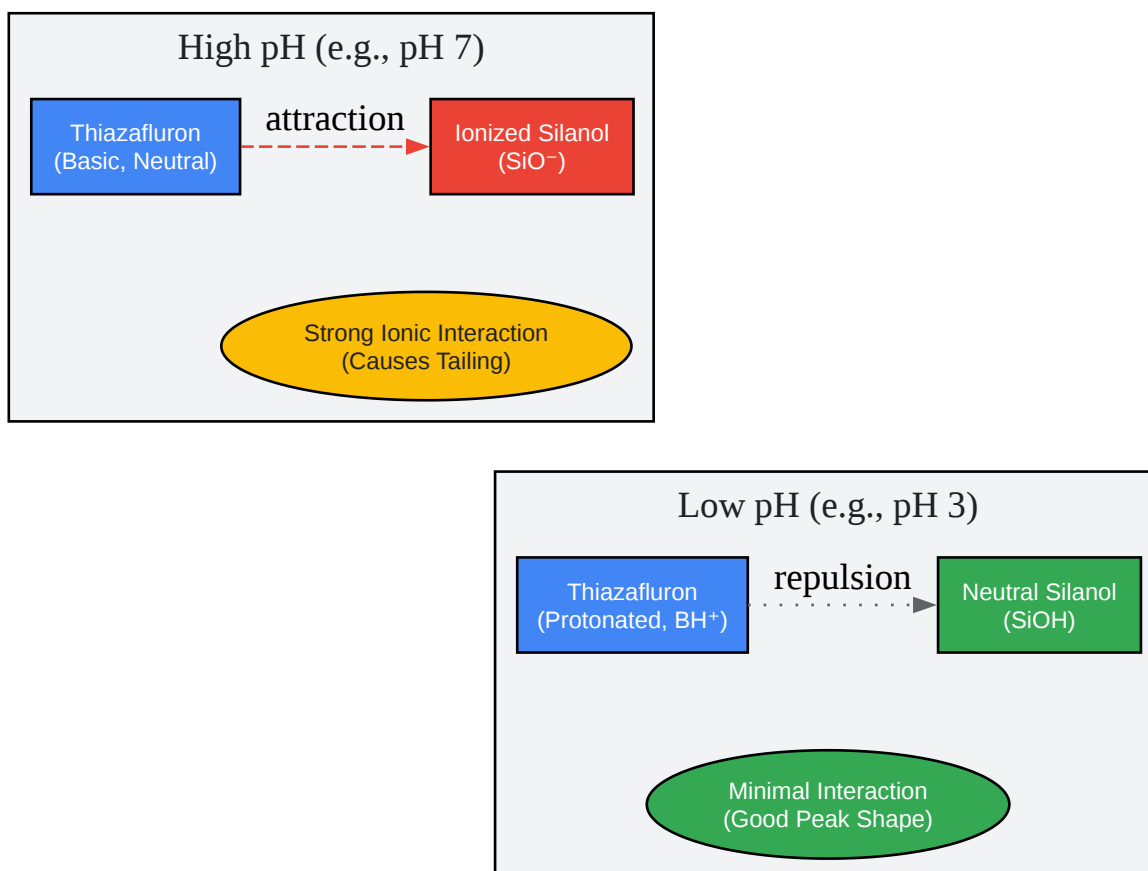 High pH (e.g., pH 7)
Thiazafluron
(Basic, Neutral)
attraction
Ionized Silanol
(SiO⁻)
Strong Ionic Interaction
(Causes Tailing)
Low pH (e.g., pH 3)
Thiazafluron
(Protonated, BH⁺)
repulsion
Neutral Silanol
(SiOH)
Minimal Interaction
(Good Peak Shape)